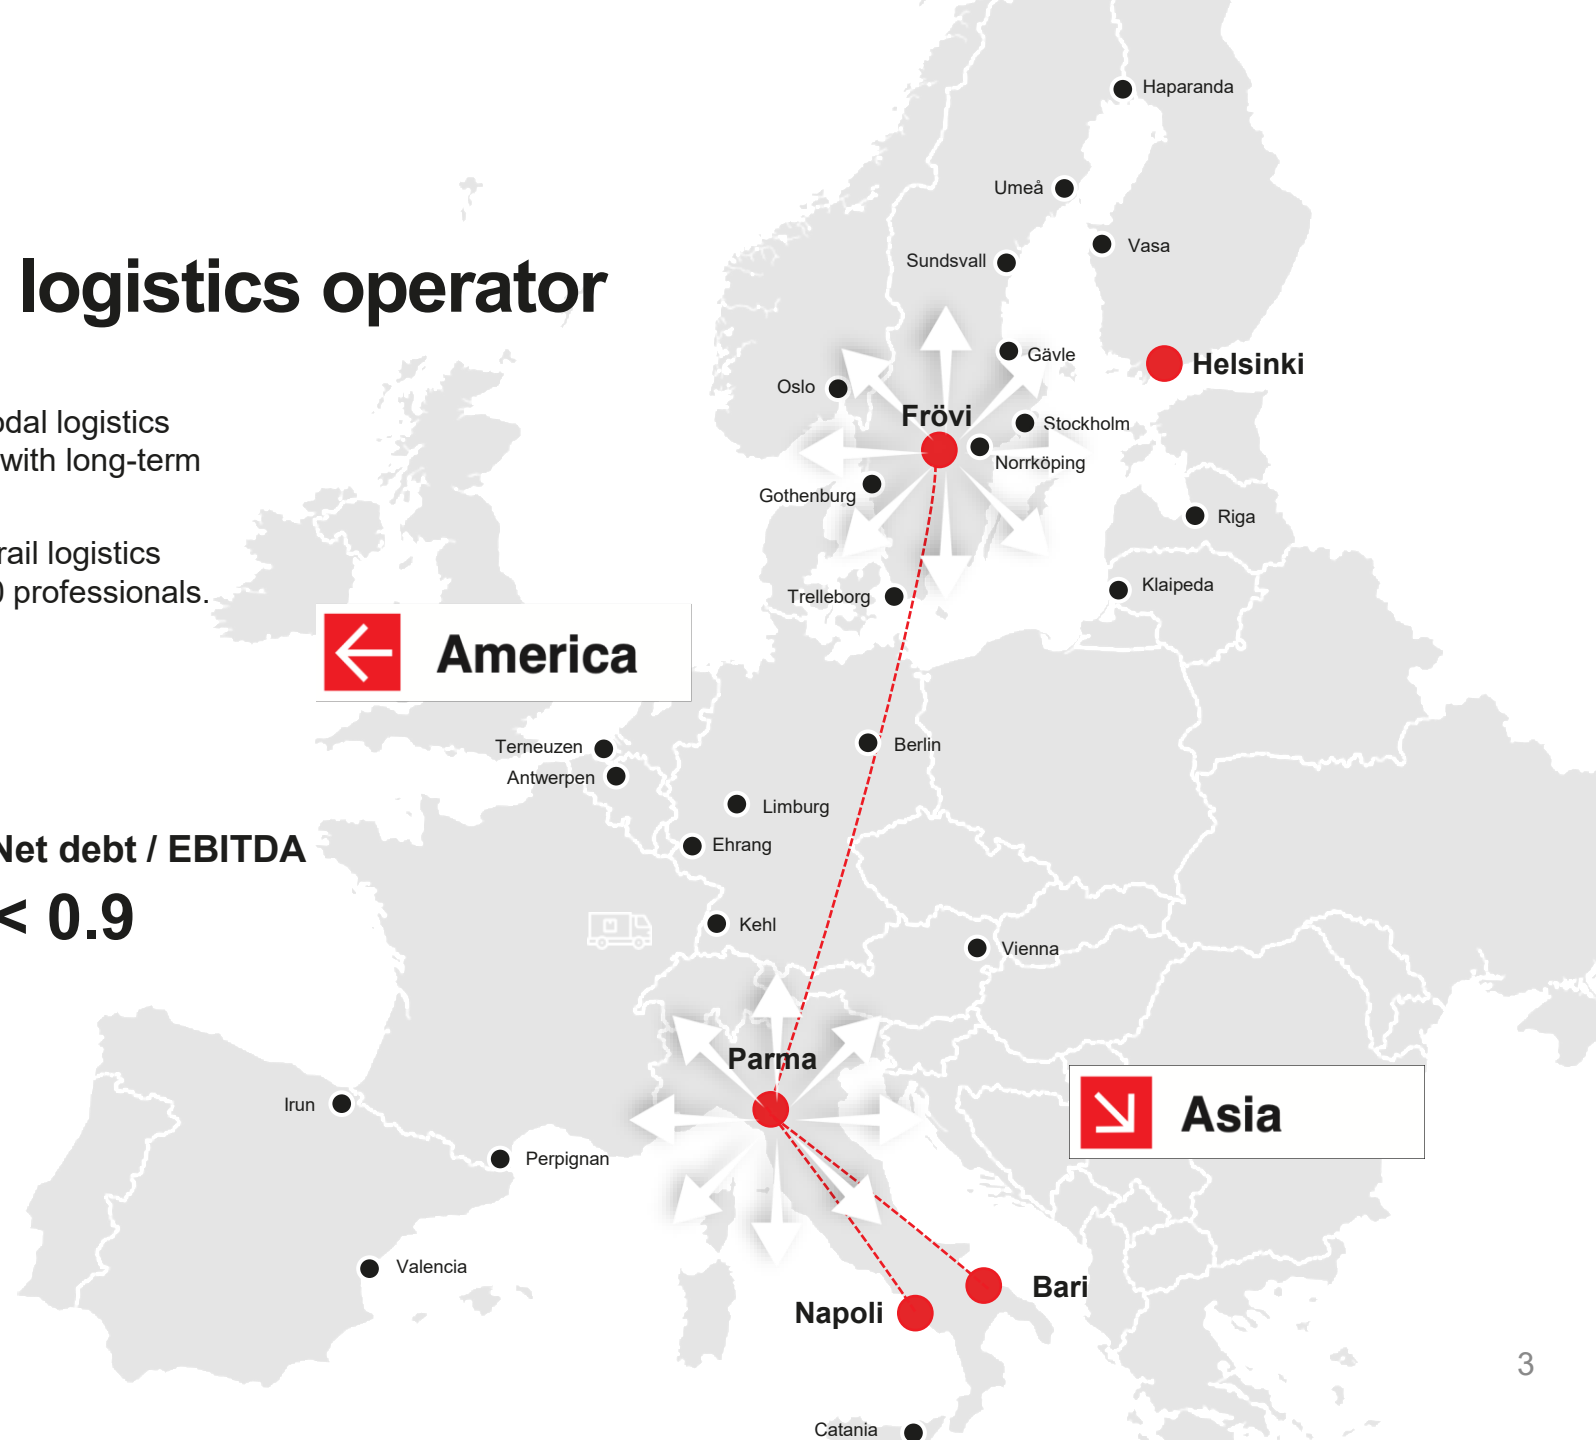 Haparanda
Umeå
Vasa
Sundsvall
logistics operator
Gävle
Helsinki
Oslo
Frövi
Stockholm
odal logistics
with long-term
Norrköping
Gothenburg
Riga
rail logistics
0 professionals.
Klaipeda
Trelleborg
America
Terneuzen
Berlin
Antwerpen
Limburg
Net debt / EBITDA
Ehrang
< 0.9
Kehl
Vienna
Parma
Irun
Asia
Perpignan
Valencia
Bari
Napoli
3
Catania